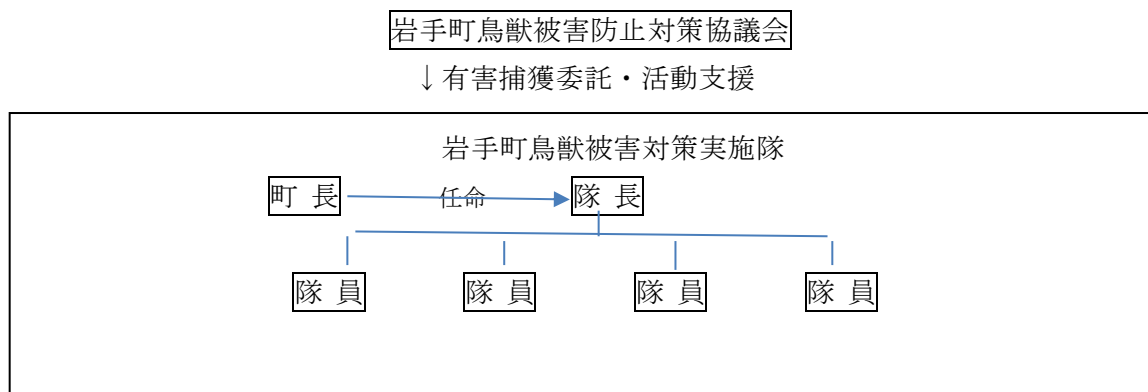 岩手町鳥獣被害防止対策協議会
↓有害捕獲委託・活動支援
岩手町鳥獣被害対策実施隊
町 長 任命 隊 長
隊 員 隊 員 隊 員 隊 員